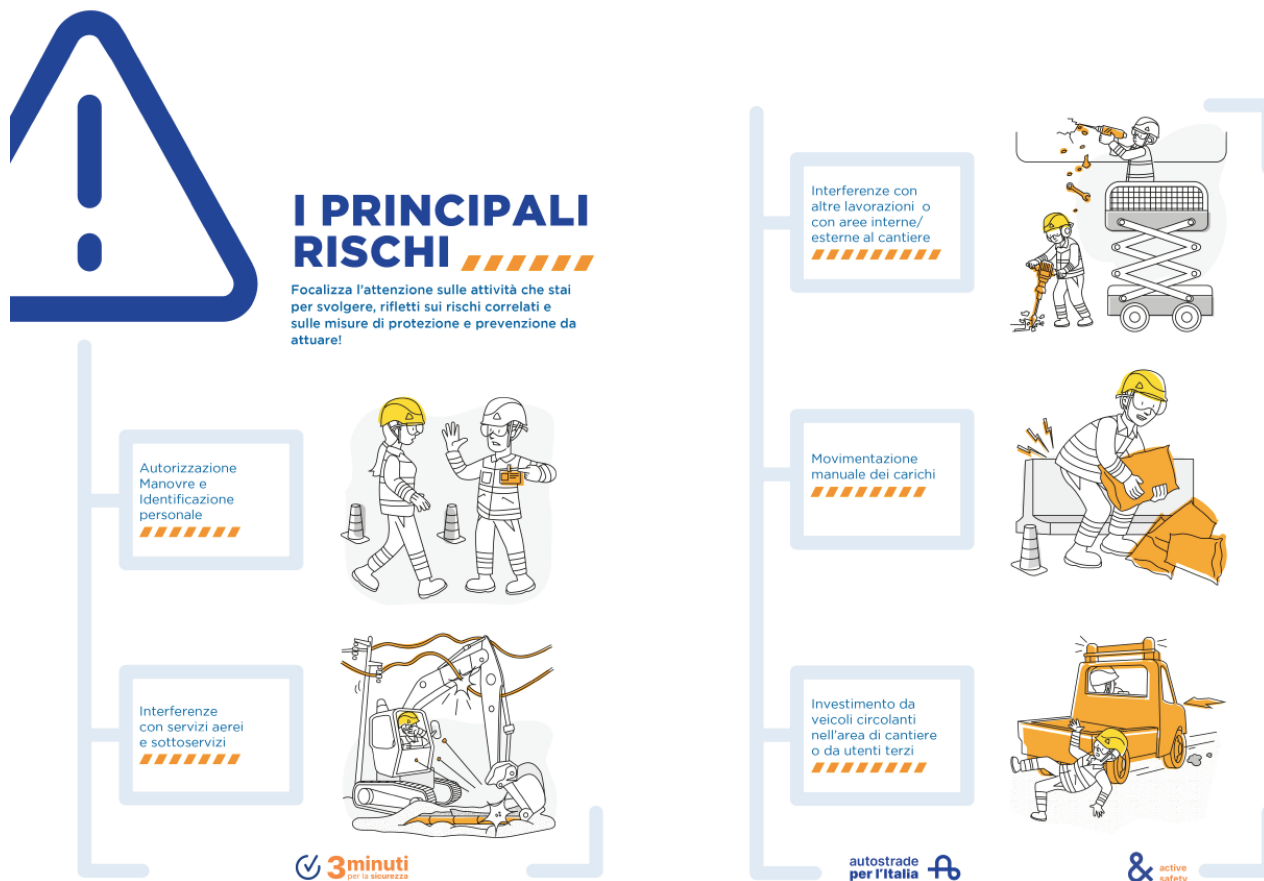 I PRINCIPALI
RISCHI
Focalizza l'attenzione sulle attività che stai
per svolgere, rifletti sui rischi correlati e
sulle misure di protezione e prevenzione da
attuare!
Autorizzazione
Manovre e
Identificazione
personale
Interferenze
con servizi aerei
e sottoservizi
3 minuti
per la sicurezza
Interferenze con
altre lavorazioni o
con aree interne/
esterne al cantiere
Movimentazione
manuale dei carichi
Investimento da
veicoli circolanti
nell'area di cantiere
o da utenti terzi
autostrade
per l'Italia
& active
safety